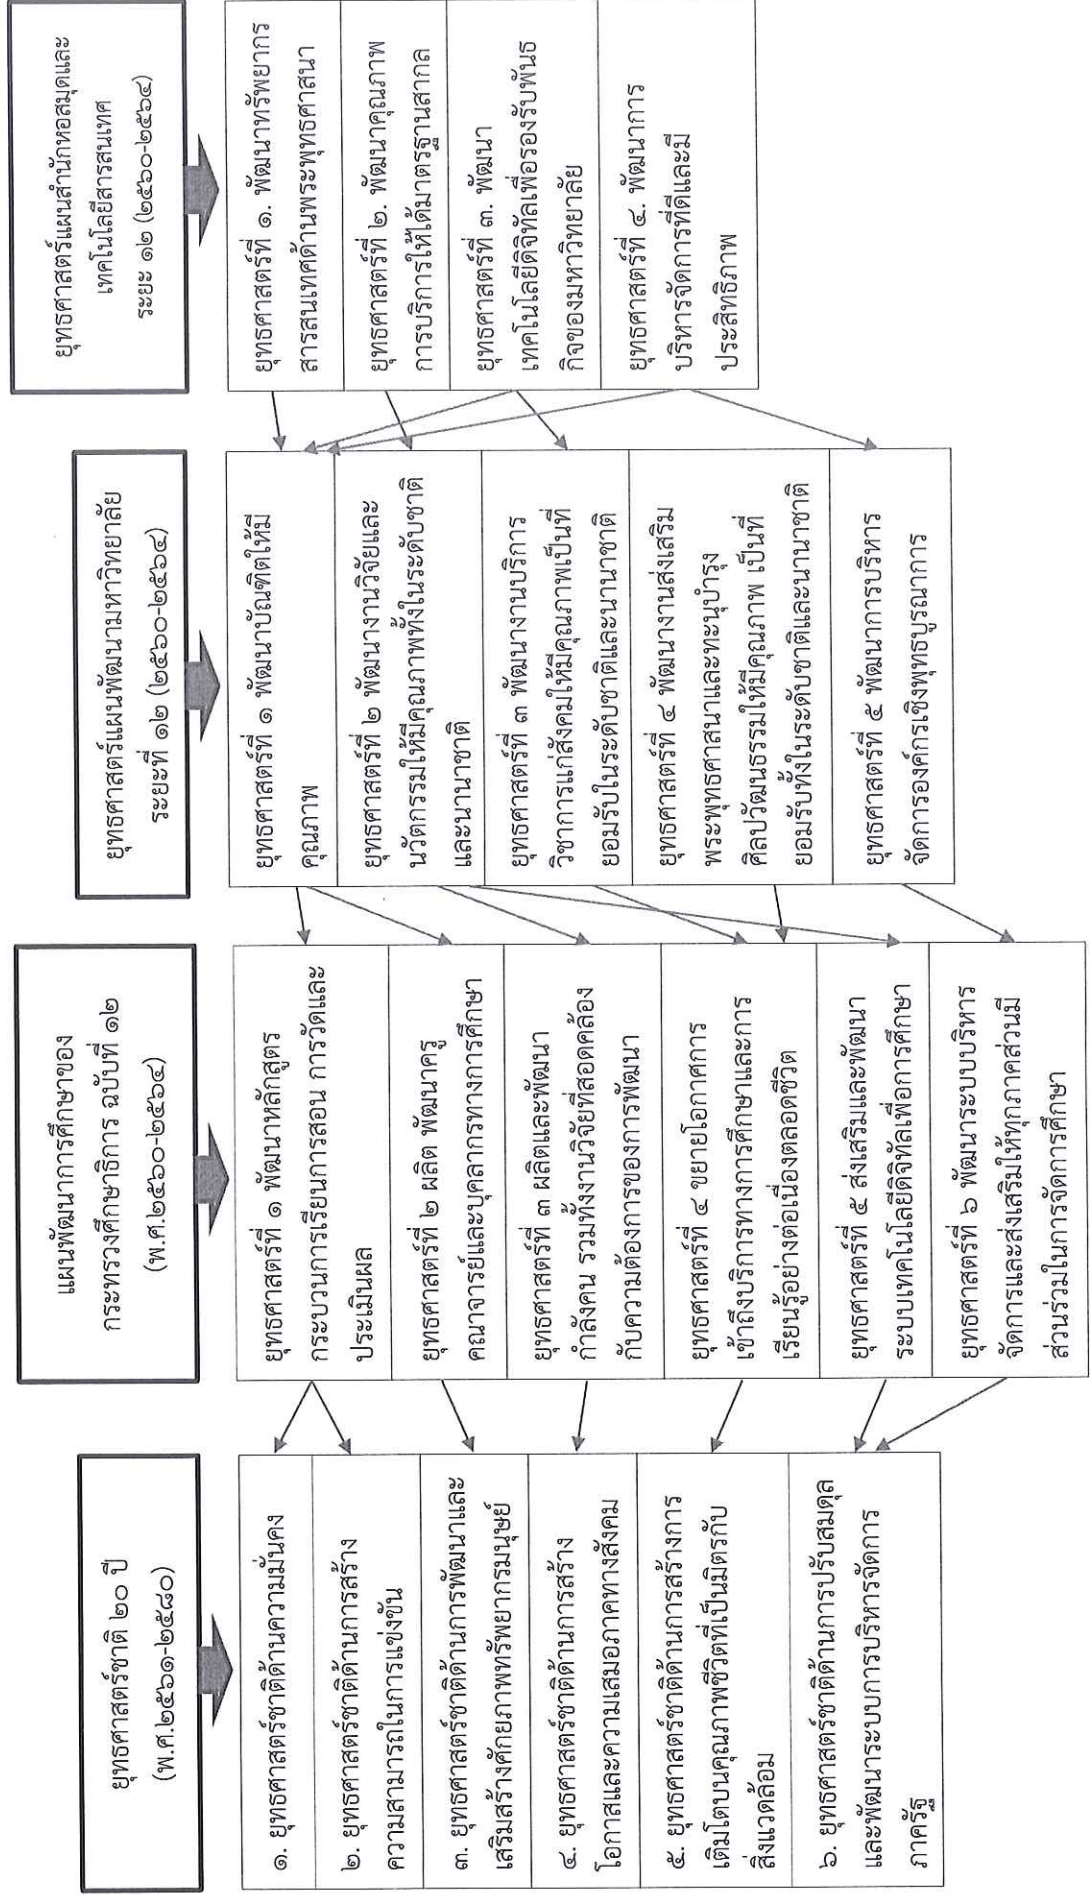 ยุทธศาสตร์ชาติ ๒๐ ปี
(พ.ศ.๒๕๖๑-๒๕๘๐)
๑. ยุทธศาสตร์ชาติด้านความมั่นคง
๒. ยุทธศาสตร์ชาติด้านการสร้าง
ความสามารถในการแข่งขัน
๓. ยุทธศาสตร์ชาติด้านการพัฒนาและ
เสริมสร้างศักยภาพทรัพยากรมนุษย์
๔. ยุทธศาสตร์ชาติด้านการสร้าง
โอกาสและความเสมอภาคทางสังคม
๕. ยุทธศาสตร์ชาติด้านการสร้างการ
เติมโตบนคุณภาพชีวิตที่เป็นมิตรกับ
สิ่งแวดล้อม
๖. ยุทธศาสตร์ชาติด้านการปรับสมดุล
และพัฒนาระบบการบริหารจัดการ
ภาครัฐ
แผนพัฒนาการศึกษาของ
กระทรวงศึกษาธิการ ฉบับที่ ๑๒
(พ.ศ.๒๕๖๐-๒๕๖๔)
ยุทธศาสตร์ที่ ๑ พัฒนาหลักสูตร
กระบวนการเรียนการสอน การวัดและ
ประเมินผล
ยุทธศาสตร์ที่ ๒ ผลิต พัฒนาครู
คณาจารย์และบุคลากรทางการศึกษา
ยุทธศาสตร์ที่ ๓ ผลิตและพัฒนา
กำลังคน รวมทั้งงานวิจัยที่สอดคล้อง
กับความต้องการของการพัฒนา
ยุทธศาสตร์ที่ ๔ ขยายโอกาศการ
เข้าถึงบริการทางการศึกษาและการ
เรียนรู้อย่างต่อเนื่องตลอดชีวิต
ยุทธศาสตร์ที่ ๕ ส่งเสริมและพัฒนา
ระบบเทคโนโลยีดิจิทัลเพื่อการศึกษา
ยุทธศาสตร์ที่ ๖ พัฒนาระบบบริหาร
จัดการและส่งเสริมให้ทุกภาคส่วนมี
ส่วนร่วมในการจัดการศึกษา
ยุทธศาสตร์แผนพัฒนามหาวิทยาลัย
ระยะที่ ๑๒ (๒๕๖๐-๒๕๖๔)
ยุทธศาสตร์ที่ ๑ พัฒนาบัณฑิตให้มี
คุณภาพ
ยุทธศาสตร์ที่ ๒ พัฒนางานวิจัยและ
นวัตกรรมให้มีคุณภาพทั้งในระดับชาติ
และนานาชาติ
ยุทธศาสตร์ที่ ๓ พัฒนางานบริการ
วิชาการแก่สังคมให้มีคุณภาพเป็นที่
ยอมรับในระดับชาติและนานาชาติ
ยุทธศาสตร์ที่ ๔ พัฒนางานส่งเสริม
พระพุทธศาสนาและทะนุบำรุง
ศิลปวัฒนธรรมให้มีคุณภาพ เป็นที่
ยอมรับทั้งในระดับชาติและนานาชาติ
ยุทธศาสตร์ที่ ๕ พัฒนาการบริหาร
จัดการองค์กรเชิงพุทธบูรณาการ
ยุทธศาสตร์แผนสำนักหอสมุดและ
เทคโนโลยีสารสนเทศ
ระยะ ๑๒ (๒๕๖๐-๒๕๖๔)
ยุทธศาสตร์ที่ ๑. พัฒนาทรัพยากร
สารสนเทศด้านพระพุทธศาสนา
ยุทธศาสตร์ที่ ๒. พัฒนาคุณภาพ
การบริการให้ได้มาตรฐานสากล
ยุทธศาสตร์ที่ ๓. พัฒนา
เทคโนโลยีดิจิทัลเพื่อรองรับพันธ
กิจของมหาวิทยาลัย
ยุทธศาสตร์ที่ ๔. พัฒนาการ
บริหารจัดการที่ดีและมี
ประสิทธิภาพ